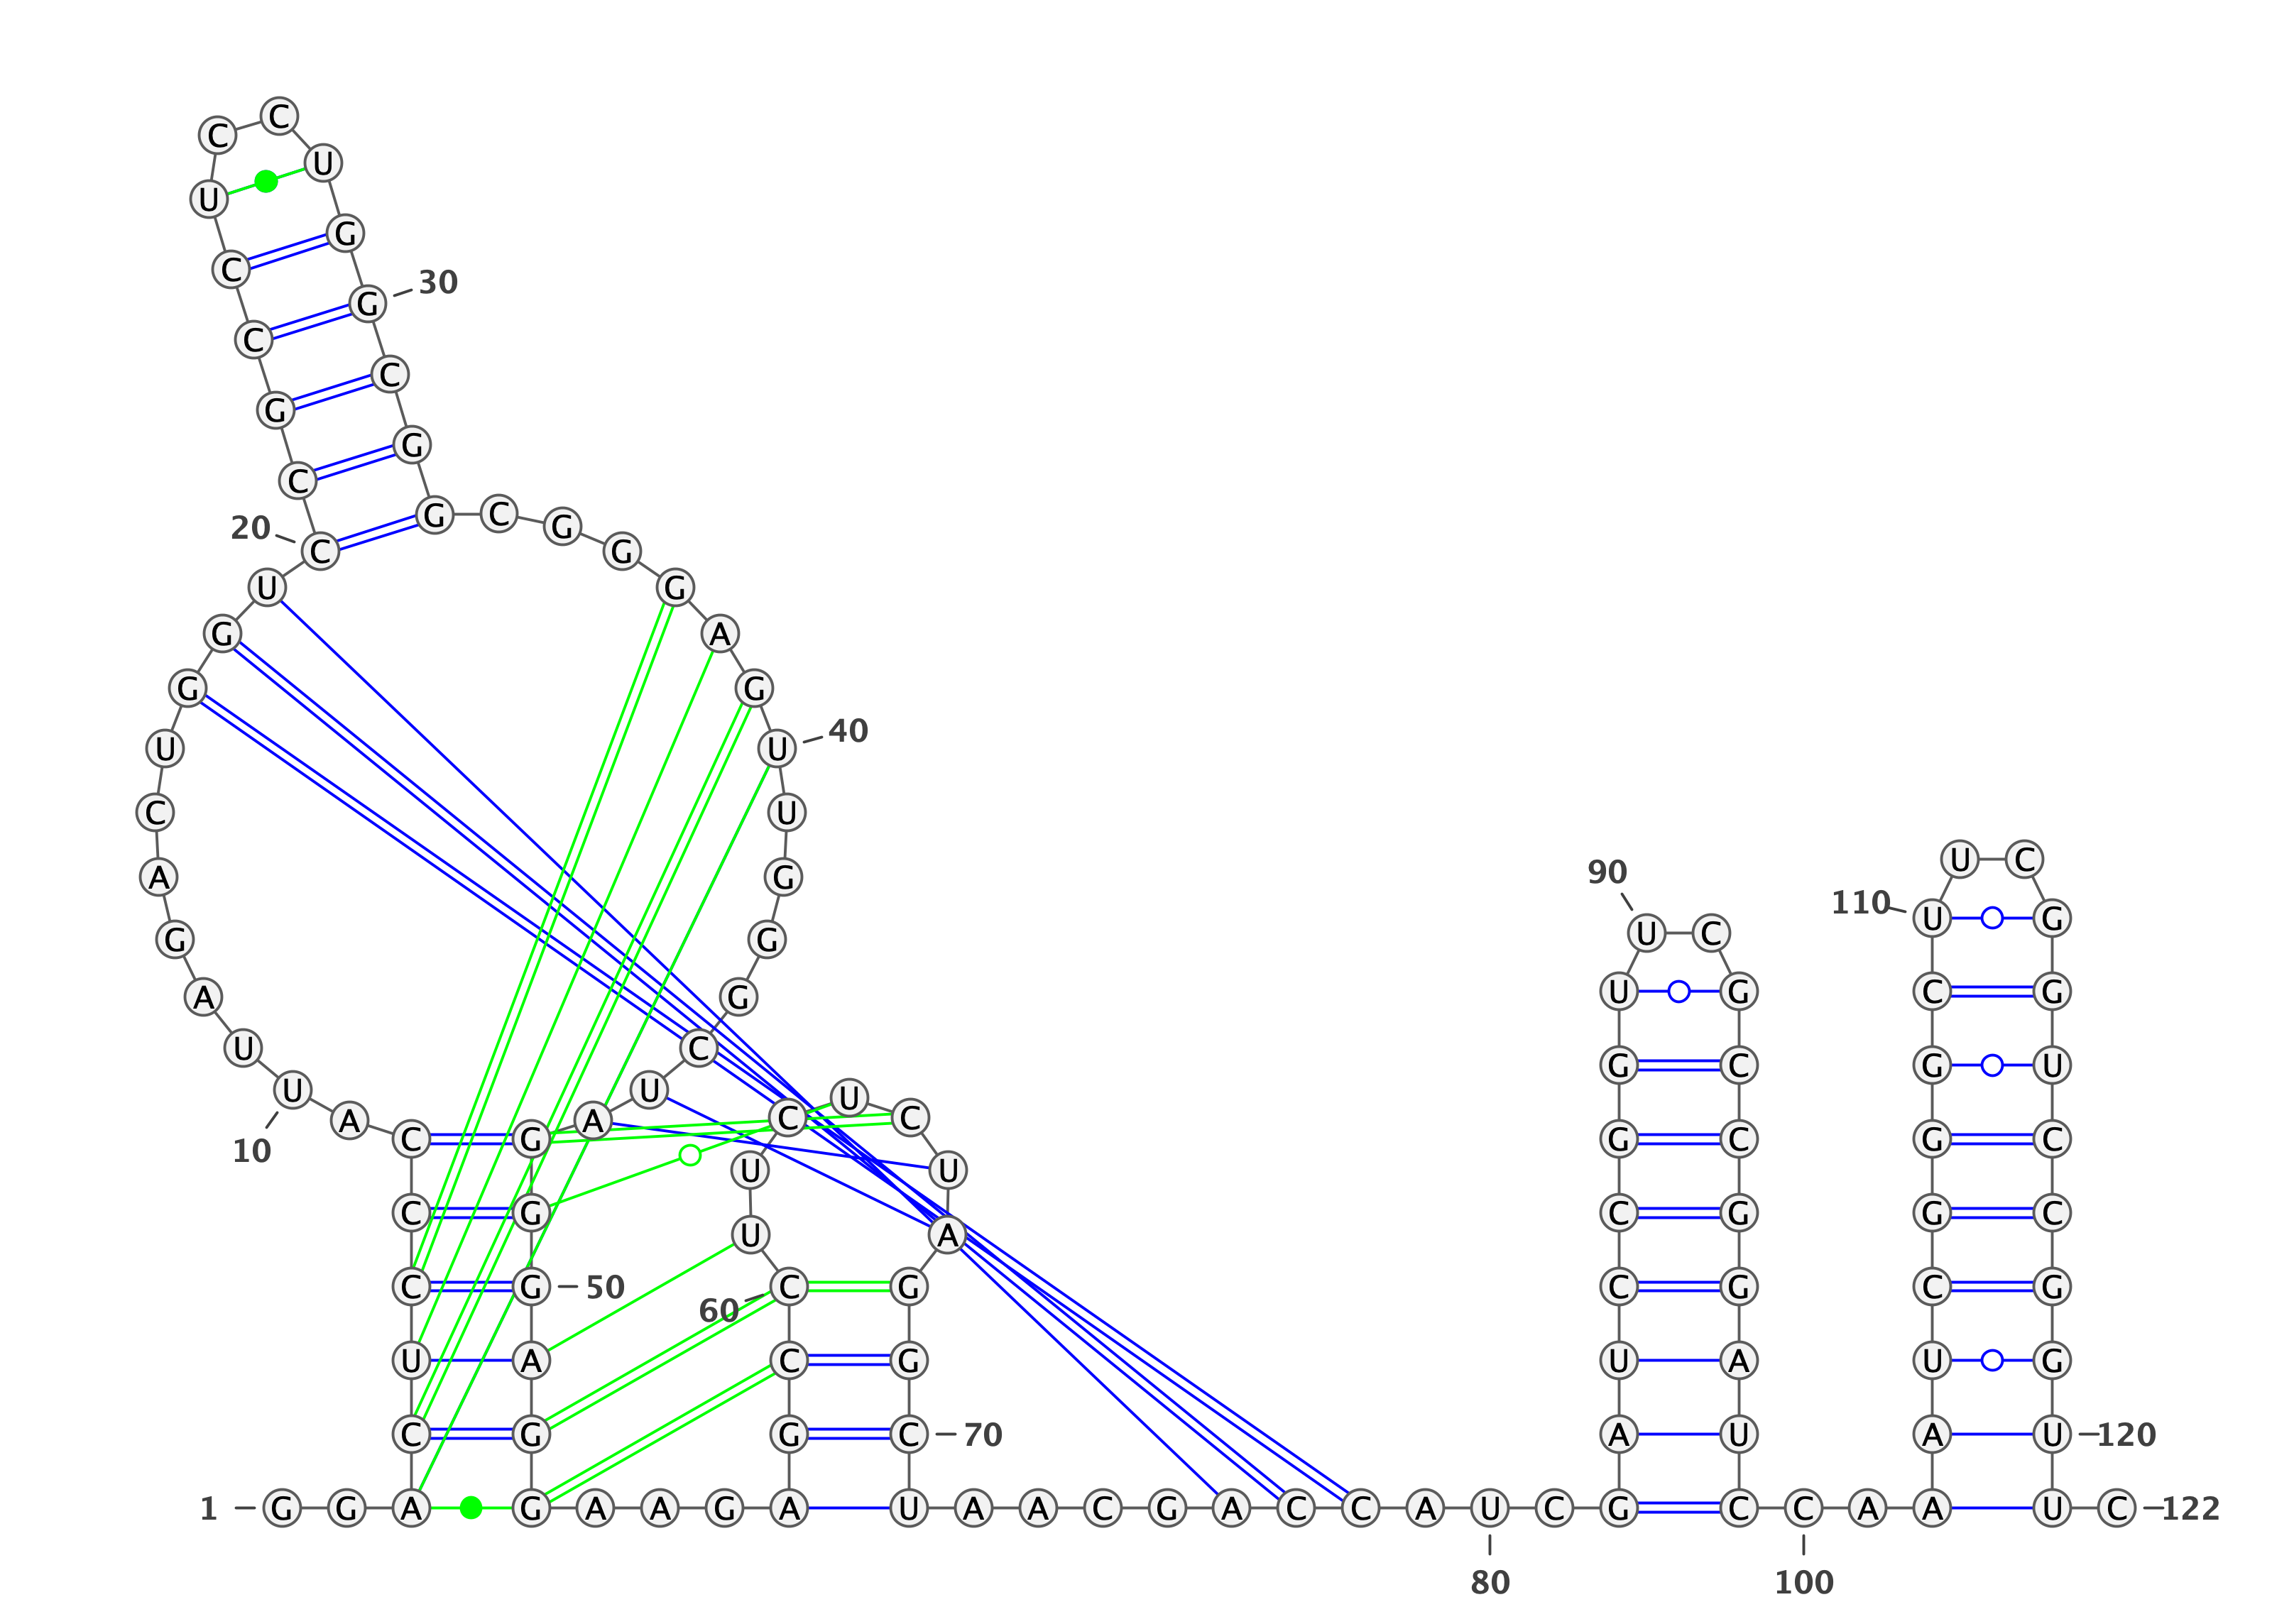 C
C
U
U
G
C
30
G
C
C
G
G
C
20 G C G
C G
U G
G A
G G
U U 40
C U
U C
90
A G
110 U G
G G U C
A G U G C G
U C G C G U
U U U
A A C C
10 C G G C G C
U U
C G C G G C
U A
C G 50 C G C G C G
60
U A C G U A U G
C G G C 70 A U A U 120
1 G G A G A A G A U A A C G A C C A U C G C C A A U C 122
80 100